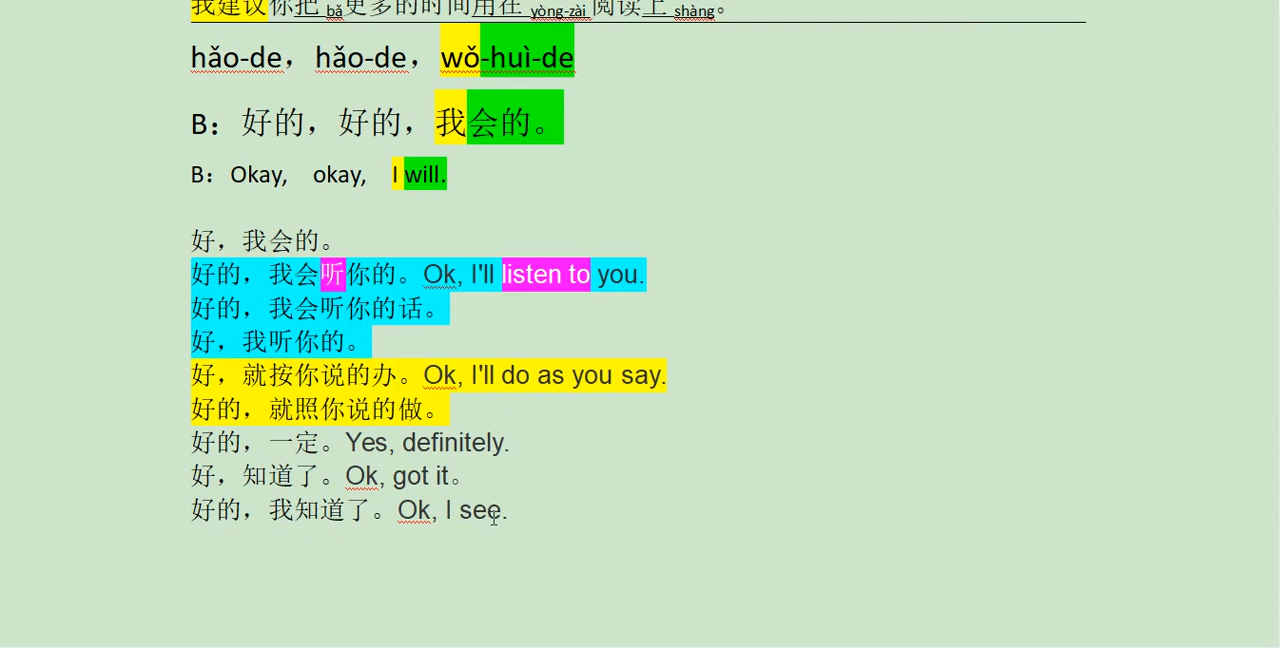 我建议你把 bǎ更多的时间用在 yòng-zài 阅读上 shàng。
hǎo-de，hǎo-de，wǒ-huì-de
B：好的，好的，我会的。
B：Okay, okay, I will.
好，我会的。
好的，我会听你的。Ok, I'll listen to you.
好的，我会听你的话。
好，我听你的。
好，就按你说的办。Ok, I'll do as you say.
好的，就照你说的做。
好的，一定。Yes, definitely.
好，知道了。Ok, got it。
好的，我知道了。Ok, I see.